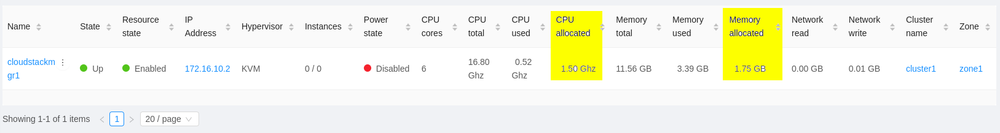 Name State Resource state IP Address Hypervisor Instances Power state CPU cores CPU total CPU used CPU allocated Memory total Memory used Memory allocated Network read Network write Cluster name Zone
cloudstackmgr1 Up Enabled 172.16.10.2 KVM 0 / 0 Disabled 6 16.80 Ghz 0.52 Ghz 1.50 Ghz 11.56 GB 3.39 GB 1.75 GB 0.00 GB 0.01 GB cluster1 zone1
Showing 1-1 of 1 items 1 20 / page